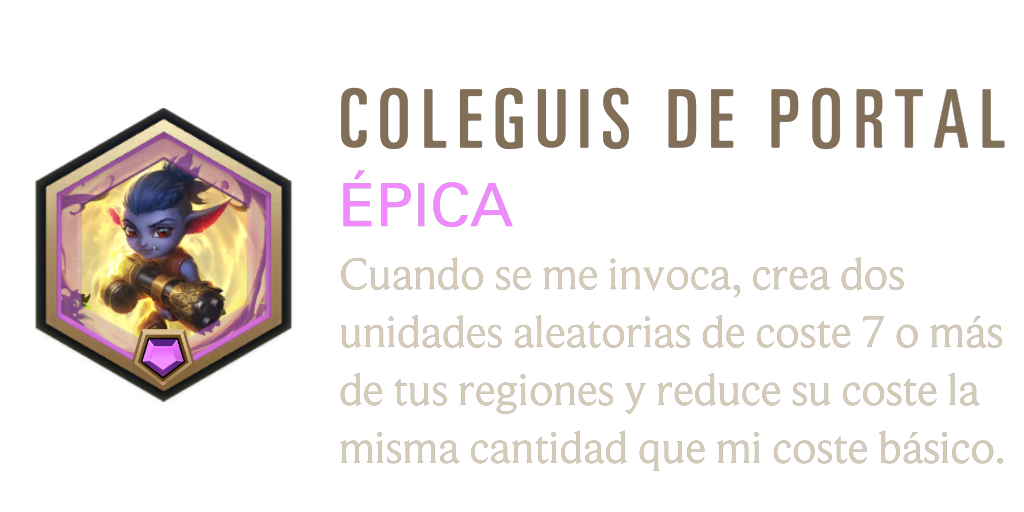 COLEGUIS DE PORTAL
ÉPICA
Cuando se me invoca, crea dos
unidades aleatorias de coste 7 o más
de tus regiones y reduce su coste la
misma cantidad que mi coste básico.